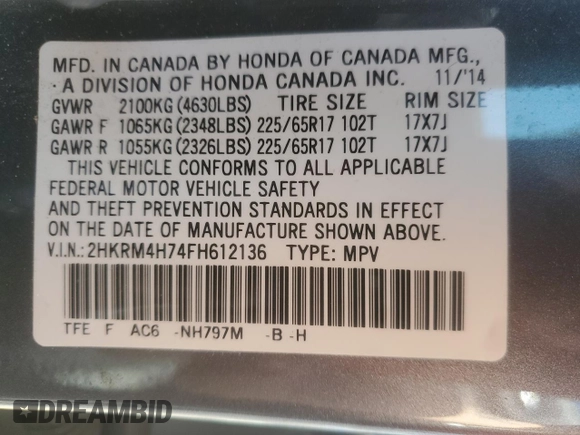 MFD. IN CANADA BY HONDA OF CANADA MFG.,
A DIVISION OF HONDA CANADA INC. 11/'14
GVWR 2100KG (4630LBS) TIRE SIZE RIM SIZE
GAWR F 1065KG (2348LBS) 225/65R17 102T 17X7J
GAWR R 1055KG (2326LBS) 225/65R17 102T 17X7J
THIS VEHICLE CONFORMS TO ALL APPLICABLE
FEDERAL MOTOR VEHICLE SAFETY
AND THEFT PREVENTION STANDARDS IN EFFECT
ON THE DATE OF MANUFACTURE SHOWN ABOVE.
V.I.N.: 2HKRM4H74FH612136 TYPE: MPV
TFE F AC6 -NH797M -B -H
DREAMBID